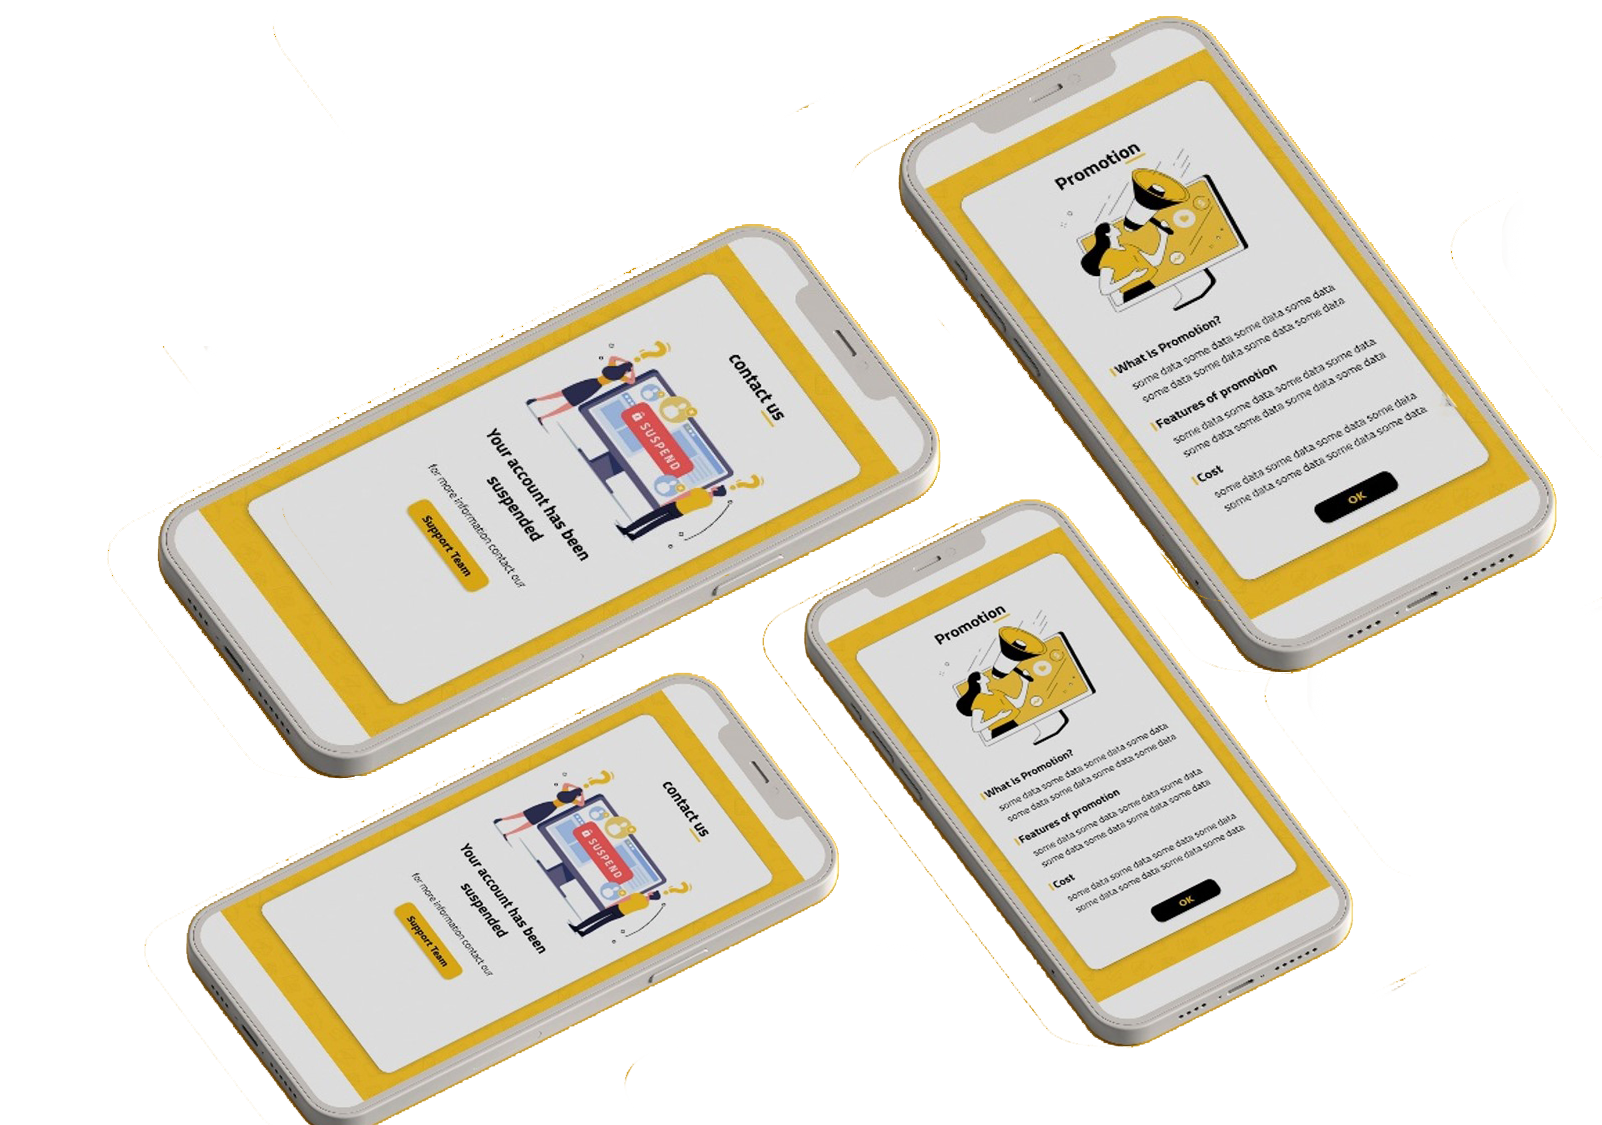 Promotion
What is Promotion?
some data some data some data some data
some data some data some data some data
Features of promotion
some data some data some data some data
some data some data some data some data
Cost
some data some data some data some data
some data some data some data some data
OK
contact us
SUSPEND
Your account has been
suspended
for more information contact our
Support Team
Promotion
What is Promotion?
some data some data some data some data
some data some data some data some data
Features of promotion
some data some data some data some data
some data some data some data some data
Cost
some data some data some data some data
some data some data some data some data
OK
contact us
SUSPEND
Your account has been
suspended
for more information contact our
Support Team